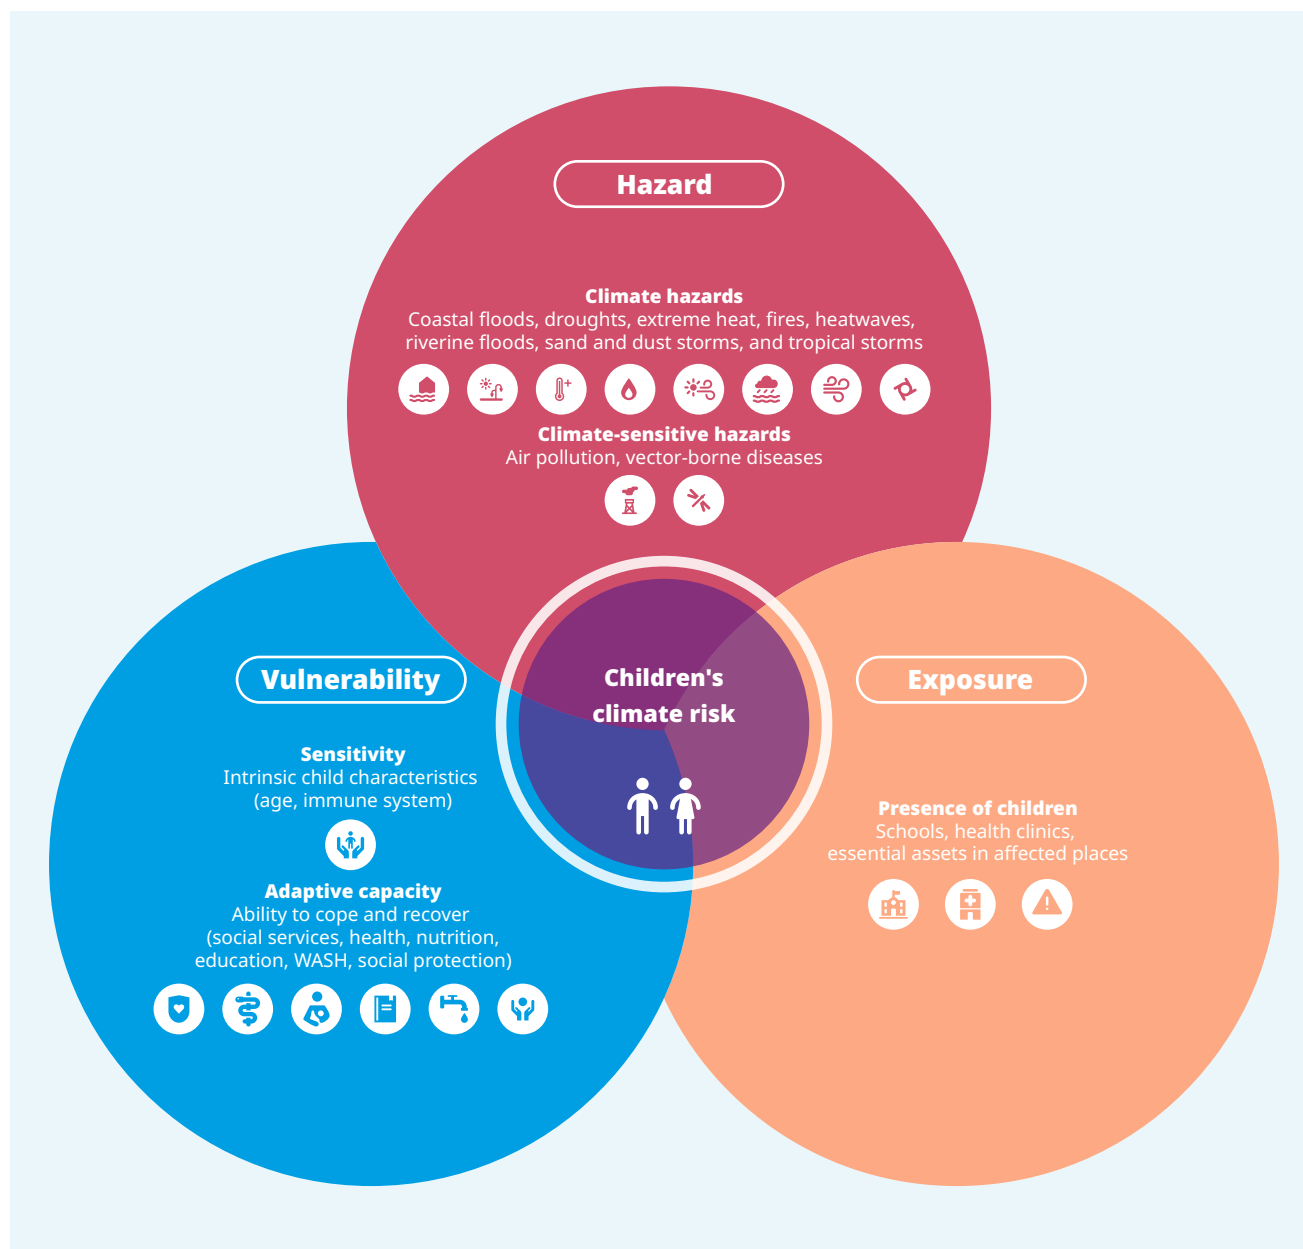 Hazard
Climate hazards
Coastal floods, droughts, extreme heat, fires, heatwaves,
riverine floods, sand and dust storms, and tropical storms
Climate-sensitive hazards
Air pollution, vector-borne diseases
Children's
climate risk
Vulnerability
Sensitivity
Intrinsic child characteristics
(age, immune system)
Adaptive capacity
Ability to cope and recover
(social services, health, nutrition,
education, WASH, social protection)
Exposure
Presence of children
Schools, health clinics,
essential assets in affected places